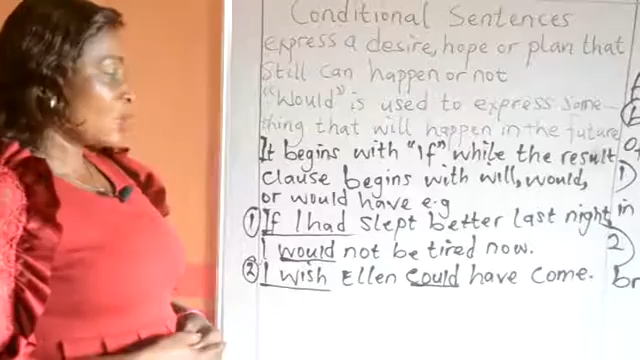 Conditional Sentences
express a desire, hope or plan that
still can happen or not
"Would" is used to express some-
thing that will happen in the future
It begins with "If" while the result
clause begins with will, would,
or would have e.g
① If I had slept better last night
I would not be tired now.
② I wish Ellen could have come.
in
2
br